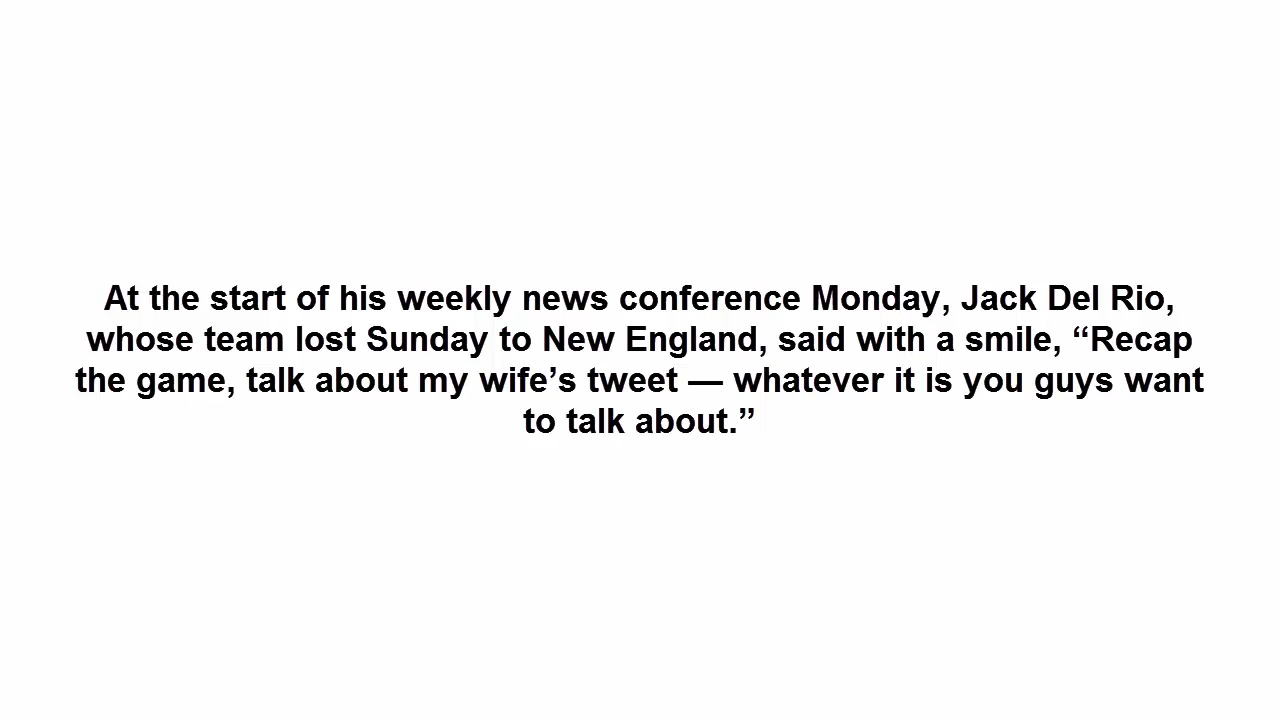 At the start of his weekly news conference Monday, Jack Del Rio,
whose team lost Sunday to New England, said with a smile, “Recap
the game, talk about my wife’s tweet — whatever it is you guys want
to talk about.”